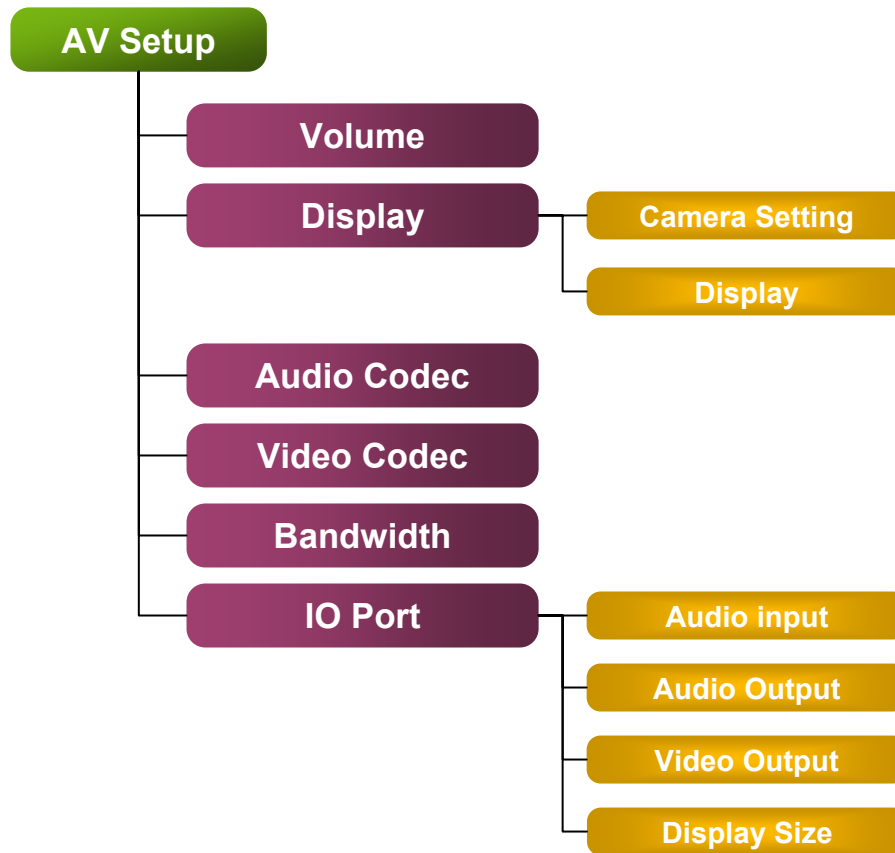 AV Setup
Volume
Display
Camera Setting
Display
Audio Codec
Video Codec
Bandwidth
IO Port
Audio input
Audio Output
Video Output
Display Size